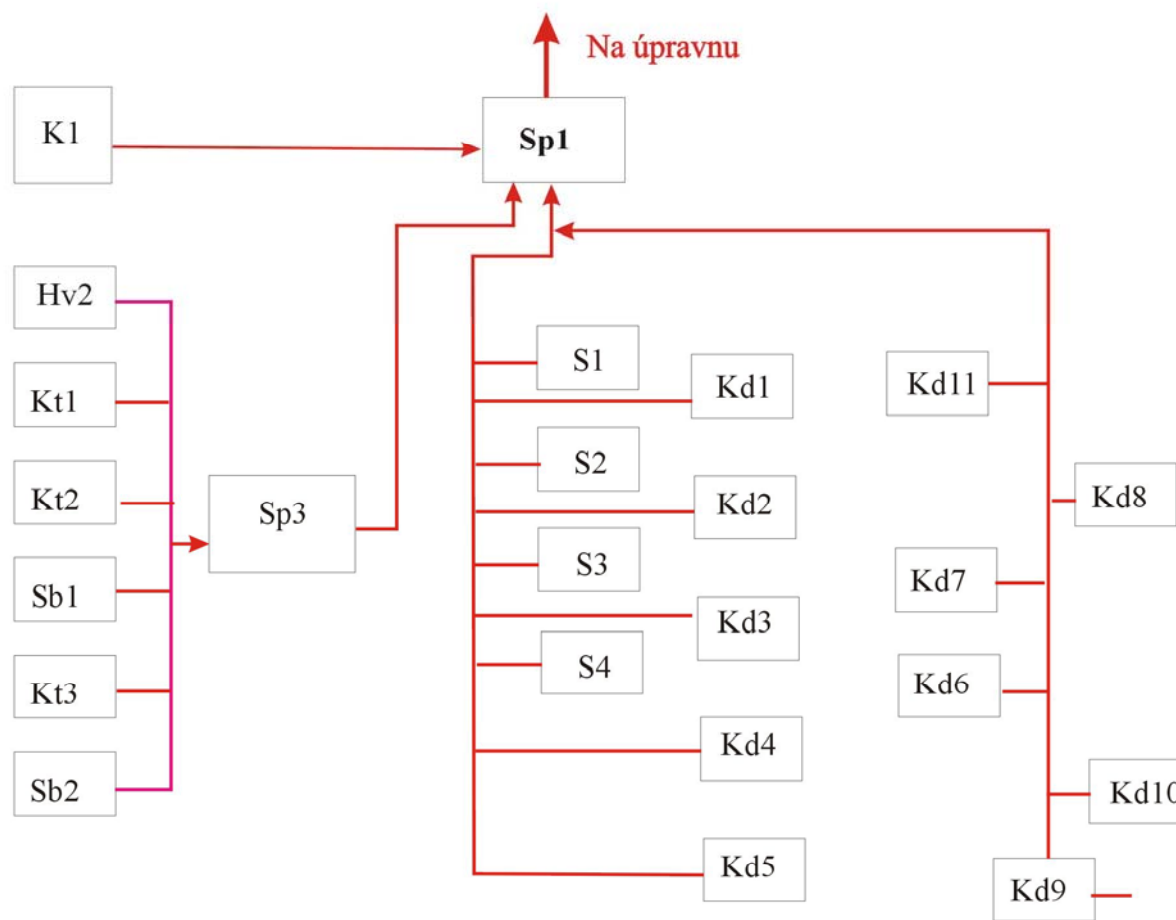 Na úpravnu
K1
Sp1
Hv2
Kt1
Kt2
Sb1
Kt3
Sb2
Sp3
S1
Kd1
S2
Kd2
S3
Kd3
S4
Kd4
Kd5
Kd11
Kd8
Kd7
Kd6
Kd10
Kd9